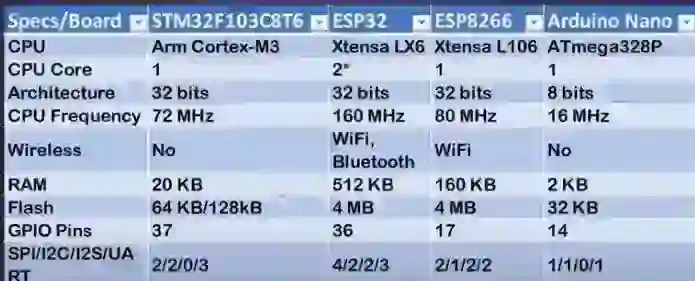 Specs/Board STM32F103C8T6 ESP32 ESP8266 Arduino Nano
CPU Arm Cortex-M3 Xtensa LX6 Xtensa L106 ATmega328P
CPU Core 1 2* 1 1
Architecture 32 bits 32 bits 32 bits 8 bits
CPU Frequency 72 MHz 160 MHz 80 MHz 16 MHz
Wireless No WiFi, Bluetooth WiFi No
RAM 20 KB 512 KB 160 KB 2 KB
Flash 64 KB/128kB 4 MB 4 MB 32 KB
GPIO Pins 37 36 17 14
SPI/I2C/I2S/UA
RT 2/2/0/3 4/2/2/3 2/1/2/2 1/1/0/1